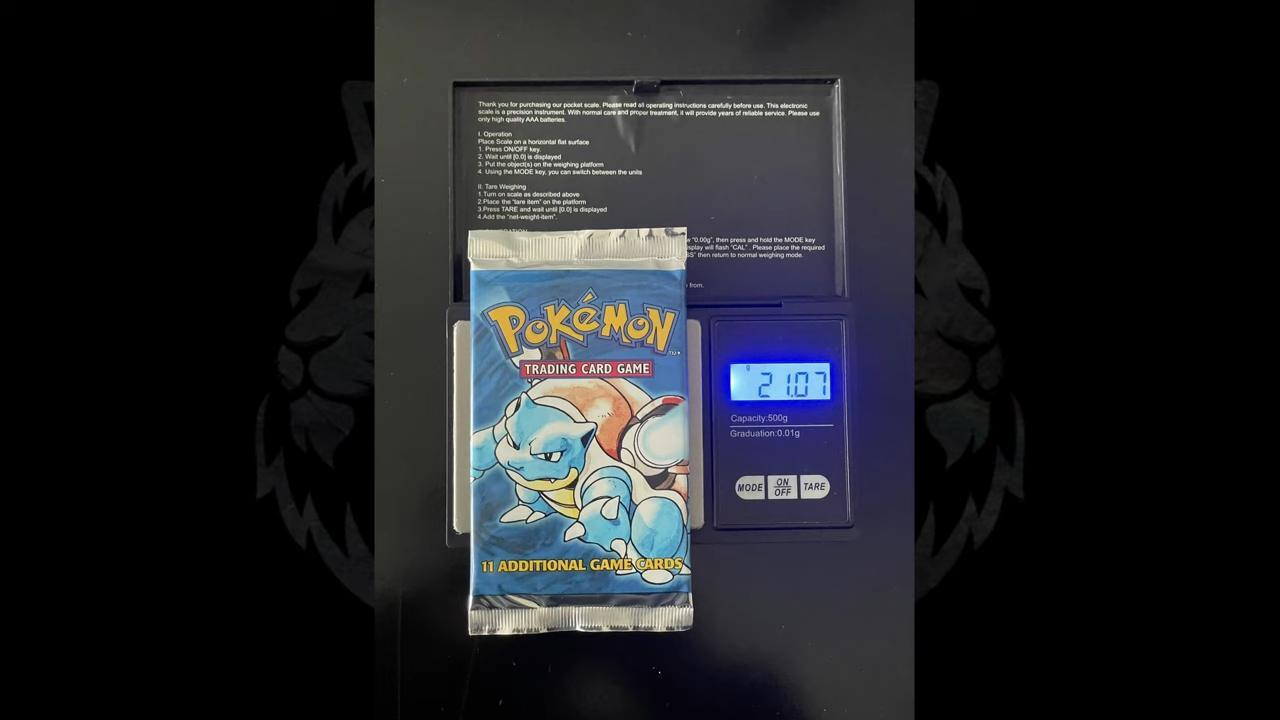 Thank you for purchasing our pocket scale. Please read all operating instructions carefully before use. This electronic
scale is a precision instrument. With normal care and proper treatment, it will provide years of reliable service. Please use
only high quality AAA batteries.
I. Operation
Place Scale on a horizontal flat surface
1. Press ON/OFF key.
2. Wait until [0.0] is displayed
3. Put the object(s) on the weighing platform
4. Using the MODE key, you can switch between the units
II. Tare Weighing
1.Turn on scale as described above
2.Place the "tare item" on the platform
3.Press TARE and wait until [0.0] is displayed
4.Add the "net-weight-item".
"0.00g", then press and hold the MODE key
display will flash "CAL" . Please place the required
then return to normal weighing mode.
from.
POKéMON
TM
TRADING CARD GAME
11 ADDITIONAL GAME CARDS
g
21.07
Capacity:500g
Graduation:0.01g
MODE ON/OFF TARE